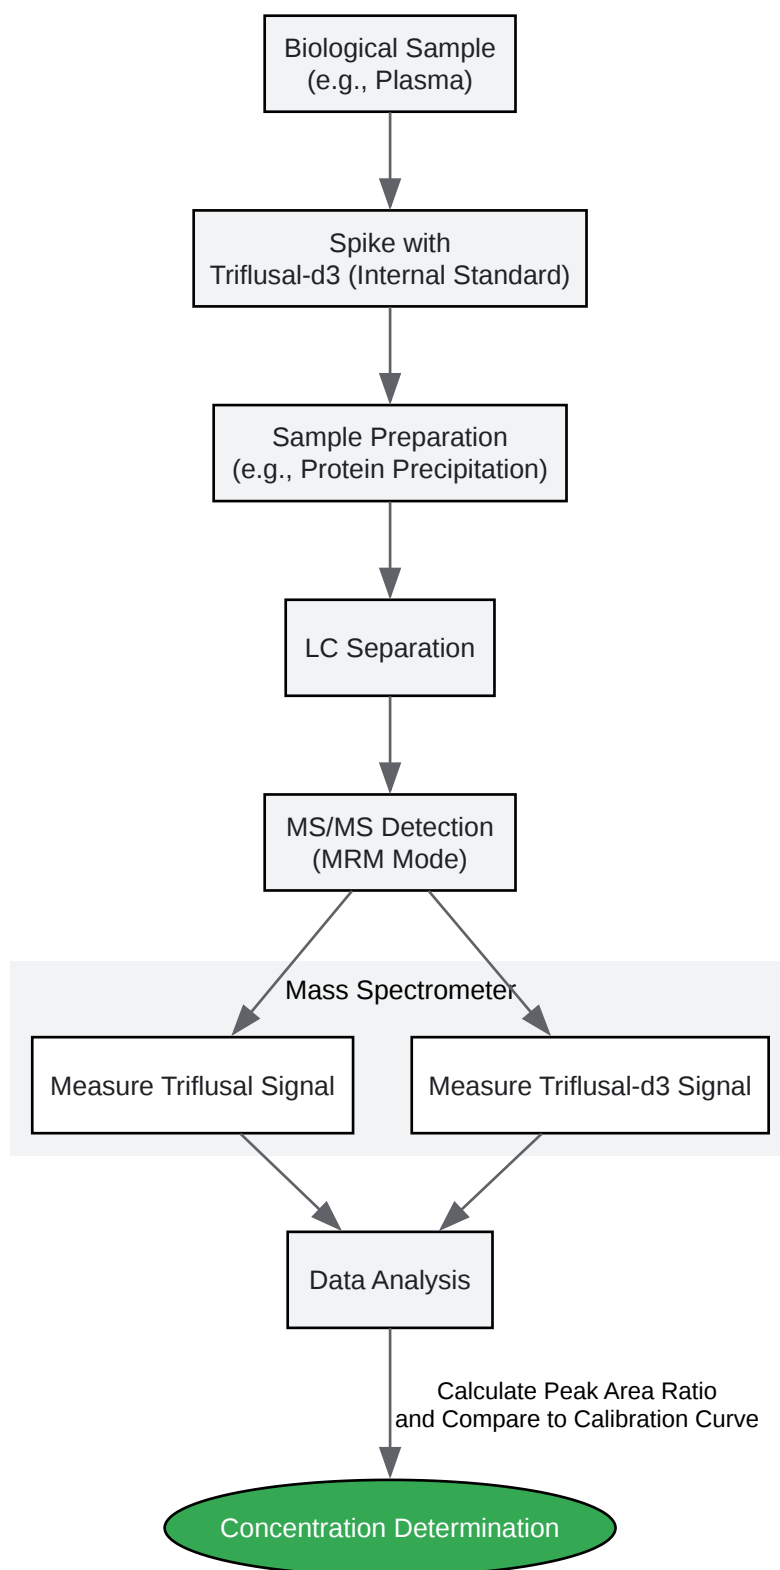 Biological Sample
(e.g., Plasma)
Spike with
Triflusal-d3 (Internal Standard)
Sample Preparation
(e.g., Protein Precipitation)
LC Separation
MS/MS Detection
(MRM Mode)
Mass Spectrometer
Measure Triflusal Signal
Measure Triflusal-d3 Signal
Data Analysis
Calculate Peak Area Ratio
and Compare to Calibration Curve
Concentration Determination